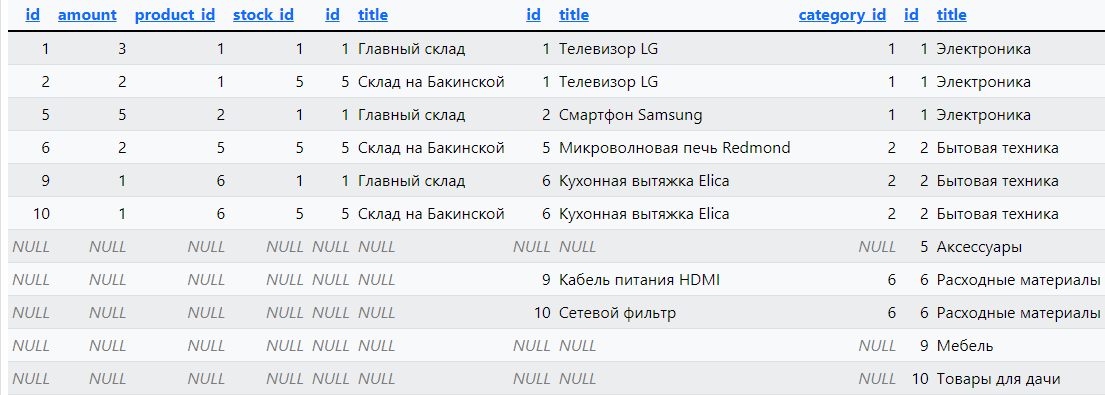 id amount product_id stock_id id title id title category_id id title
1 3 1 1 1 Главный склад 1 Телевизор LG 1 1 Электроника
2 2 1 5 5 Склад на Бакинской 1 Телевизор LG 1 1 Электроника
5 5 2 1 1 Главный склад 2 Смартфон Samsung 1 1 Электроника
6 2 5 5 5 Склад на Бакинской 5 Микроволновая печь Redmond 2 2 Бытовая техника
9 1 6 1 1 Главный склад 6 Кухонная вытяжка Elica 2 2 Бытовая техника
10 1 6 5 5 Склад на Бакинской 6 Кухонная вытяжка Elica 2 2 Бытовая техника
NULL NULL NULL NULL NULL NULL NULL NULL NULL 5 Аксессуары
NULL NULL NULL NULL NULL NULL 9 Кабель питания HDMI 6 6 Расходные материалы
NULL NULL NULL NULL NULL NULL 10 Сетевой фильтр 6 6 Расходные материалы
NULL NULL NULL NULL NULL NULL NULL NULL NULL 9 Мебель
NULL NULL NULL NULL NULL NULL NULL NULL NULL 10 Товары для дачи